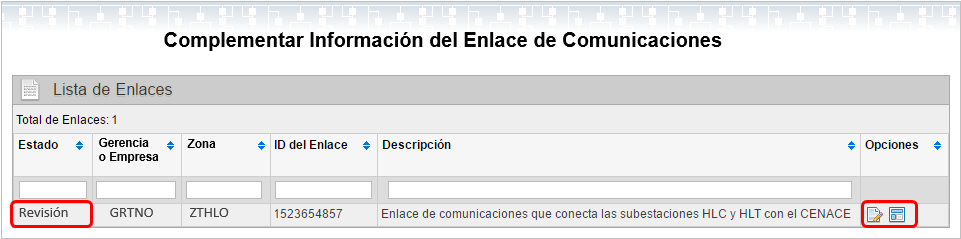 Complementar Información del Enlace de Comunicaciones
Lista de Enlaces
Total de Enlaces: 1
Estado Gerencia o Empresa Zona ID del Enlace Descripción Opciones
Revisión GRTNO ZTHLO 1523654857 Enlace de comunicaciones que conecta las subestaciones HLC y HLT con el CENACE